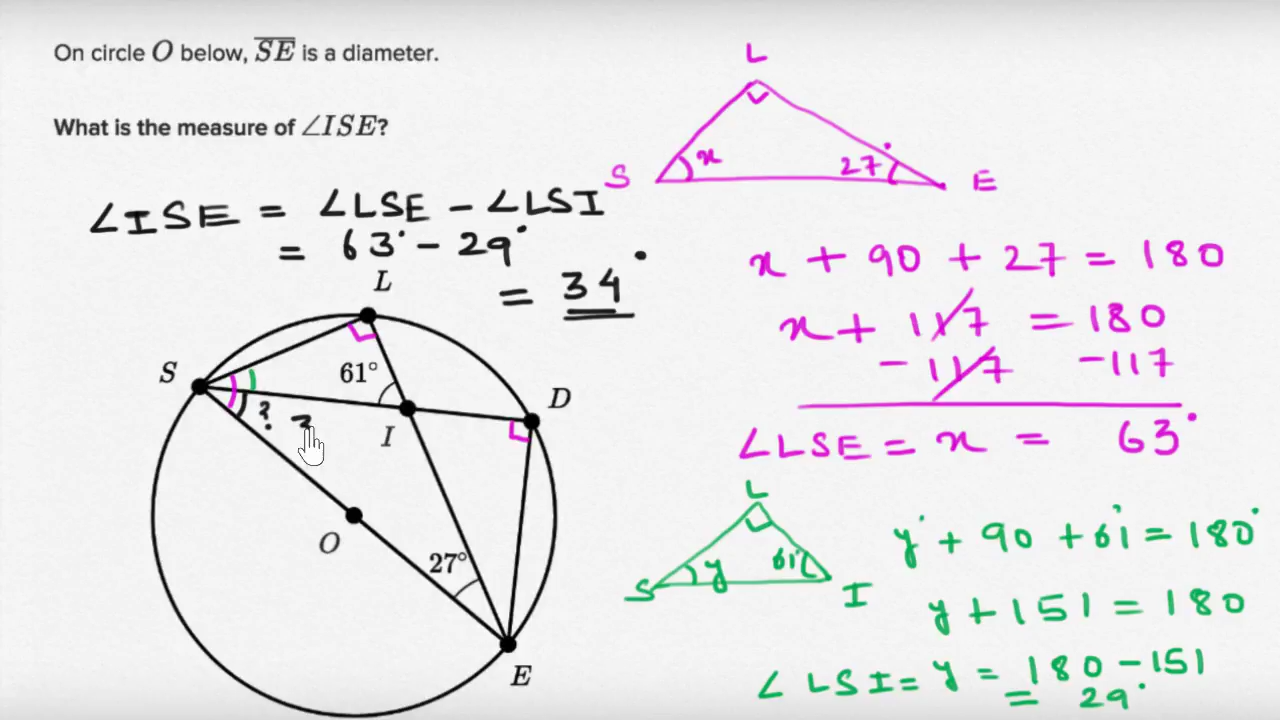 On circle O below, SE is a diameter.
What is the measure of ∠ISE?
∠ISE = ∠LSE - ∠LSI
= 63° - 29°
= 34°
L
S
x
27°
E
x + 90 + 27 = 180
x + 117 = 180
- 117 -117
∠LSE = x = 63°
L
S
y
61°
I
y° + 90 + 61° = 180°
y + 151 = 180
∠LSI = y = 180 - 151
= 29°
L
S
61°
D
?
I
O
27°
E